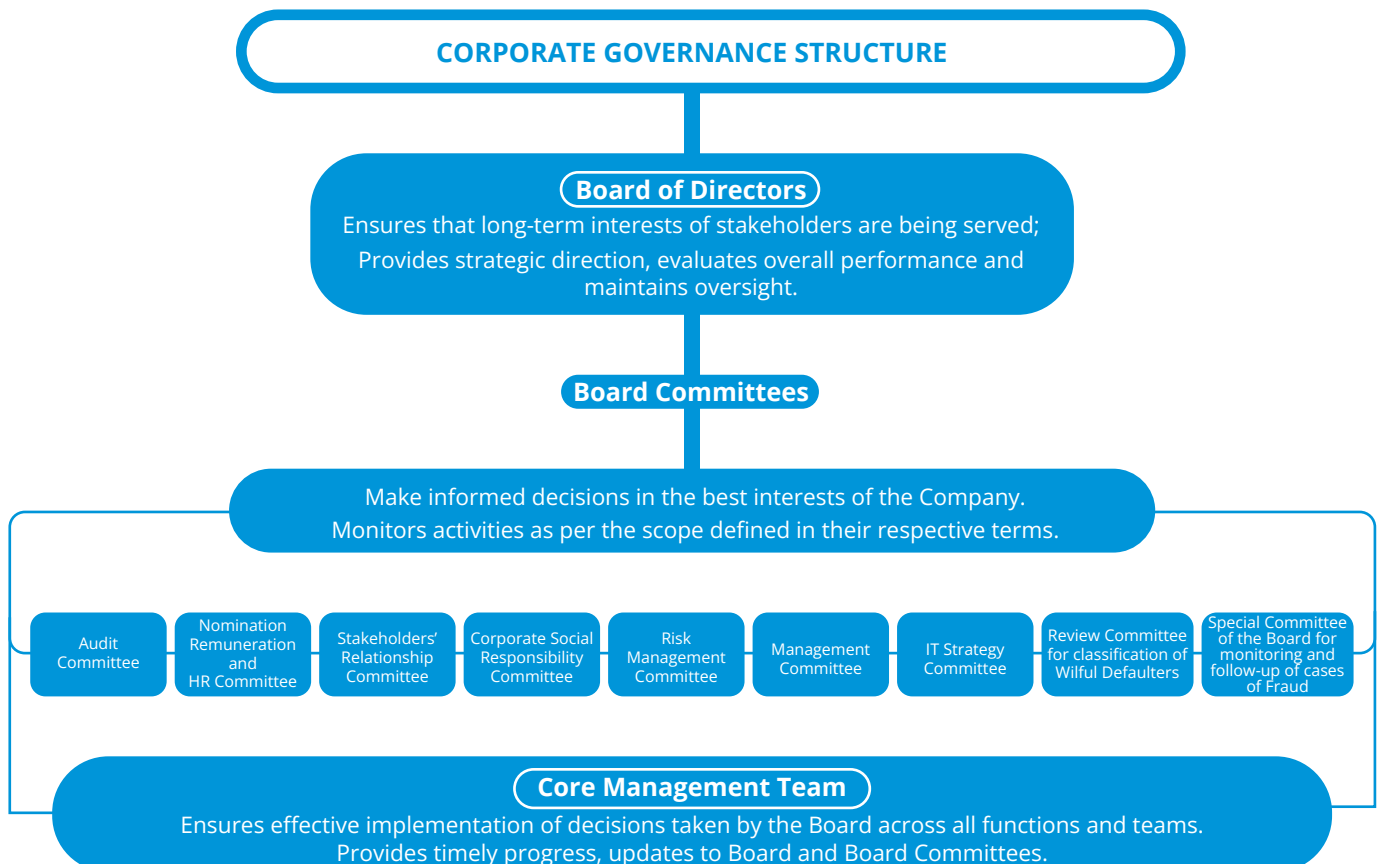 CORPORATE GOVERNANCE STRUCTURE
Board of Directors
Ensures that long-term interests of stakeholders are being served;
Provides strategic direction, evaluates overall performance and
maintains oversight.
Board Committees
Make informed decisions in the best interests of the Company.
Monitors activities as per the scope defined in their respective terms.
Audit
Committee
Nomination
Remuneration
and
HR Committee
Stakeholders’
Relationship
Committee
Corporate Social
Responsibility
Committee
Risk
Management
Committee
Management
Committee
IT Strategy
Committee
Review Committee
for classification of
Wilful Defaulters
Special Committee
of the Board for
monitoring and
follow-up of cases
of Fraud
Core Management Team
Ensures effective implementation of decisions taken by the Board across all functions and teams.
Provides timely progress, updates to Board and Board Committees.